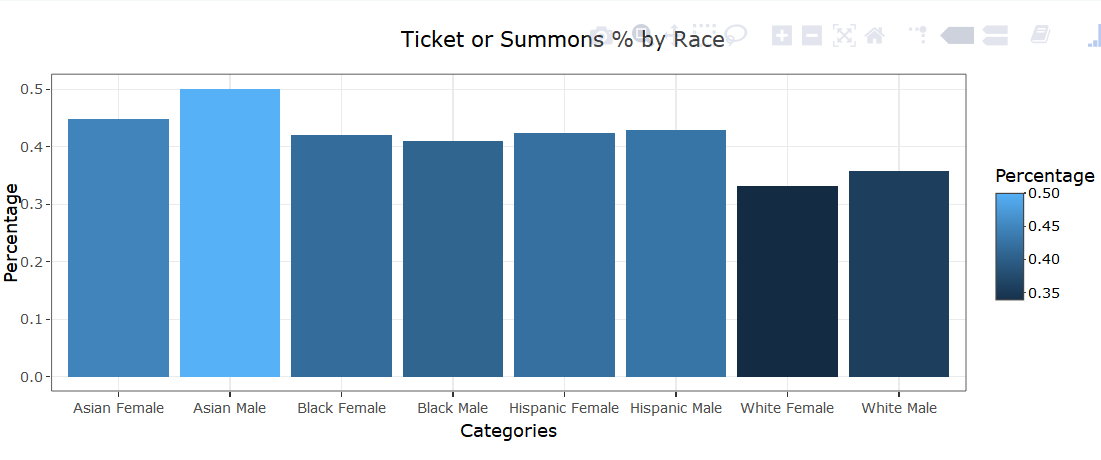 Ticket or Summons % by Race
0.5
0.4
0.3
0.2
0.1
0.0
Percentage
Asian Female Asian Male Black Female Black Male Hispanic Female Hispanic Male White Female White Male
Categories
Percentage
0.50
0.45
0.40
0.35